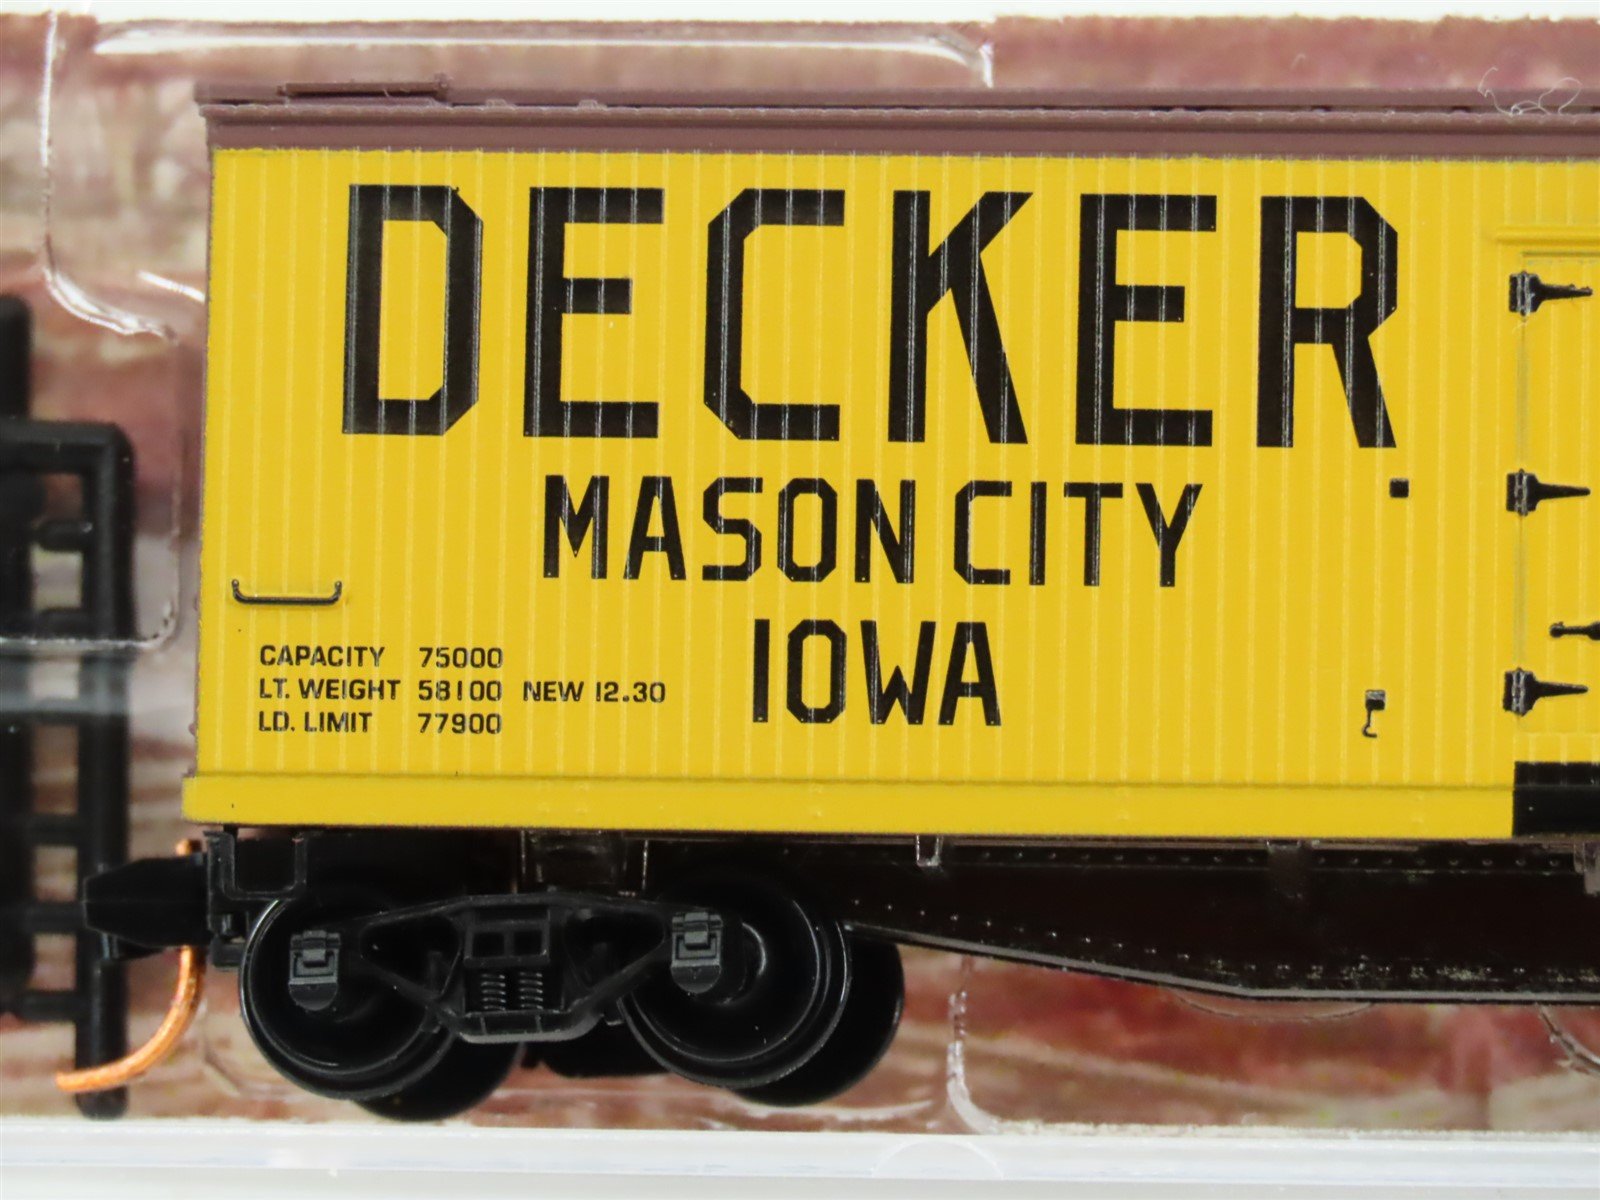 DECKER
MASON CITY
IOWA
CAPACITY 75000
LT. WEIGHT 58100 NEW 12.30
LD. LIMIT 77900